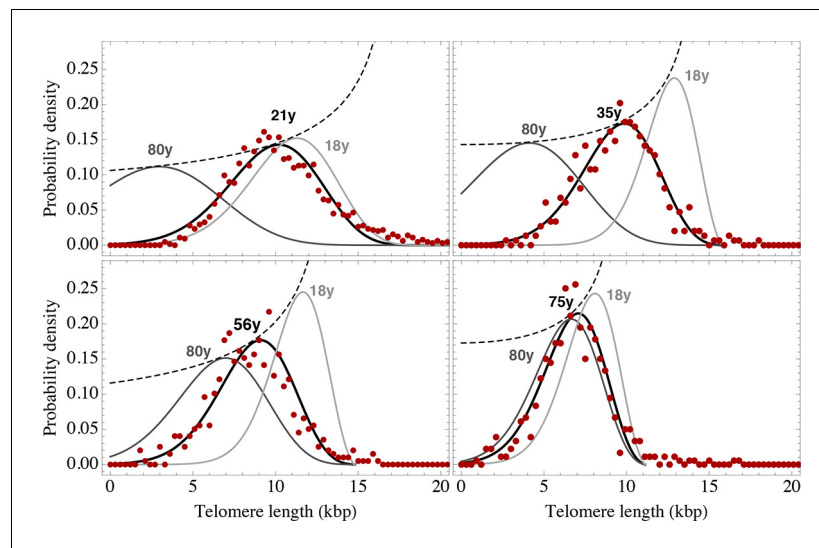 0.25
0.20
0.15
0.10
0.05
0.00
Probability density
80y
21y
18y
80y
35y
18y
0.25
0.20
0.15
0.10
0.05
0.00
Probability density
80y
56y
18y
80y
75y
18y
0 5 10 15 20
0 5 10 15 20
Telomere length (kbp)
Telomere length (kbp)